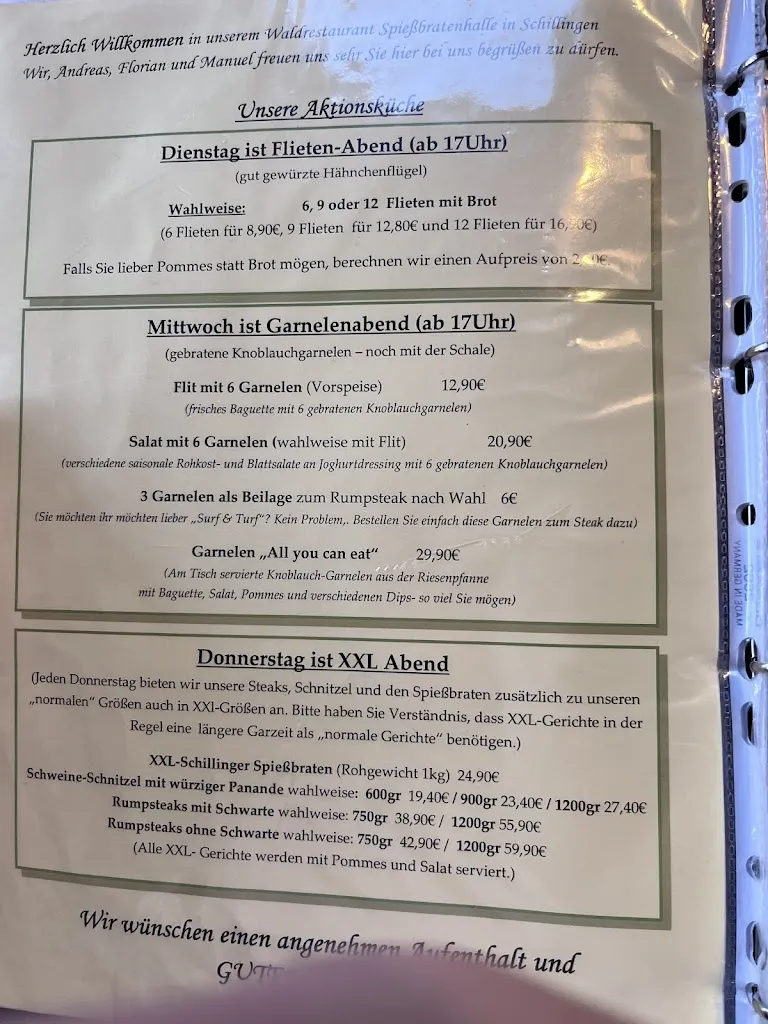 Herzlich Willkommen in unserem Waldrestaurant Spießbratenhalle in Schillingen
Wir, Andreas, Florian und Manuel freuen uns sehr Sie hier bei uns begrüßen zu dürfen.
Unsere Aktionsküche
Dienstag ist Flieten-Abend (ab 17Uhr)
(gut gewürzte Hähnchenflügel)
Wahlweise: 6, 9 oder 12 Flieten mit Brot
(6 Flieten für 8,90€, 9 Flieten für 12,80€ und 12 Flieten für
Falls Sie lieber Pommes statt Brot mögen, berechnen wir einen Aufpreis von
Mittwoch ist Garnelenabend (ab 17Uhr)
(gebratene Knoblauchgarnelen – noch mit der Schale)
Flit mit 6 Garnelen (Vorspeise) 12,90€
(frisches Baguette mit 6 gebratenen Knoblauchgarnelen)
Salat mit 6 Garnelen (wahlweise mit Flit) 20,90€
(verschiedene saisonale Rohkost- und Blattsalate an Joghurtdressing mit 6 gebratenen Knoblauchgarnelen)
3 Garnelen als Beilage zum Rumpsteak nach Wahl 6€
(Sie möchten ihr möchten lieber „Surf & Turf“? Kein Problem,. Bestellen Sie einfach diese Garnelen zum Steak dazu)
Garnelen „All you can eat“ 29,90€
(Am Tisch servierte Knoblauch-Garnelen aus der Riesenpfanne
mit Baguette, Salat, Pommes und verschiedenen Dips- so viel Sie mögen)
Donnerstag ist XXL Abend
(Jeden Donnerstag bieten wir unsere Steaks, Schnitzel und den Spießbraten zusätzlich zu unseren
„normalen“ Größen auch in XXl-Größen an. Bitte haben Sie Verständnis, dass XXL-Gerichte in der
Regel eine längere Garzeit als „normale Gerichte“ benötigen.)
XXL-Schillinger Spießbraten (Rohgewicht 1kg) 24,90€
Schweine-Schnitzel mit würziger Panande wahlweise: 600gr 19,40€ / 900gr 23,40€ / 1200gr 27,40€
Rumpsteaks mit Schwarte wahlweise: 750gr 38,90€ / 1200gr 55,90€
Rumpsteaks ohne Schwarte wahlweise: 750gr 42,90€ / 1200gr 59,90€
(Alle XXL- Gerichte werden mit Pommes und Salat serviert.)
Wir wünschen einen angenehmen Aufenthalt und
MADE IN GERMANY